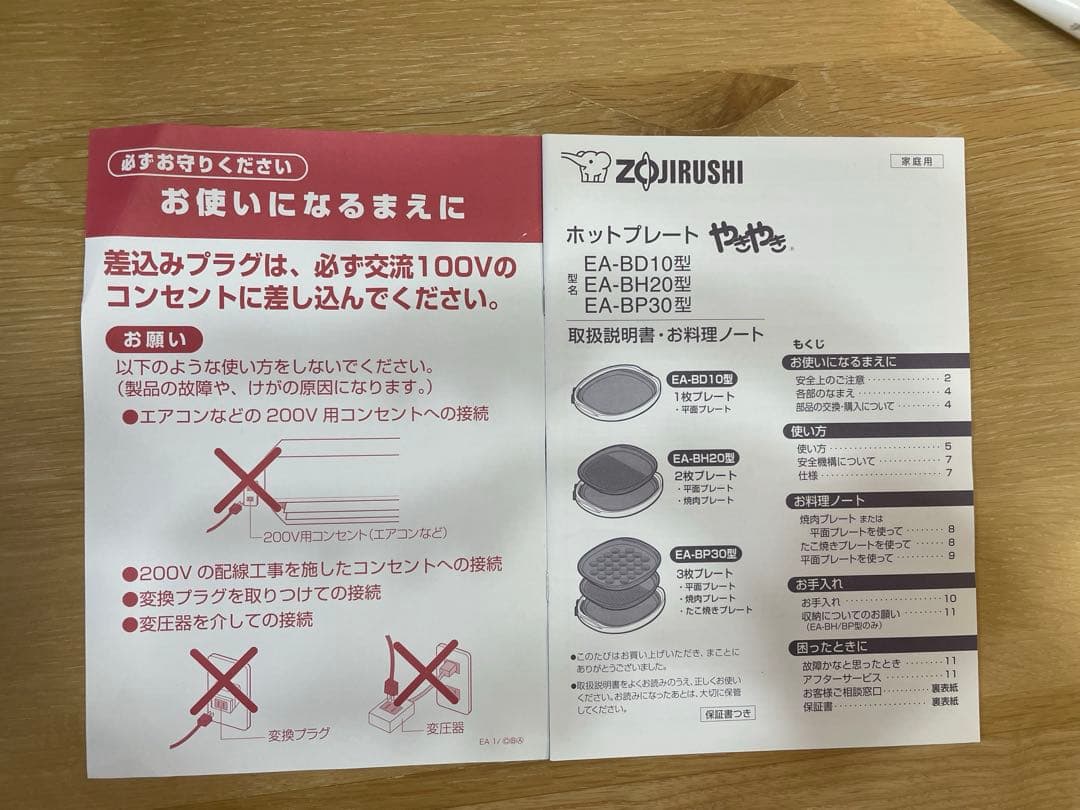 必ずお守りください
お使いになるまえに
差込みプラグは、必ず交流100Vの
コンセントに差し込んでください。
お願い
以下のような使い方をしないでください。
(製品の故障や、けがの原因になります。)
●エアコンなどの 200V 用コンセントへの接続
200V用コンセント(エアコンなど)
●200V の配線工事を施したコンセントへの接続
●変換プラグを取りつけての接続
●変圧器を介しての接続
変換プラグ
変圧器
EA 1/ⒸⒷⒶ
ZOJIRUSHI
家庭用
ホットプレート やきやき®
型名
EA-BD10型
EA-BH20型
EA-BP30型
取扱説明書・お料理ノート
EA-BD10型
1枚プレート
・平面プレート
EA-BH20型
2枚プレート
・平面プレート
・焼肉プレート
EA-BP30型
3枚プレート
・平面プレート
・焼肉プレート
・たこ焼きプレート
●このたびはお買い上げいただき、まことに
ありがとうございました。
●取扱説明書をよくお読みのうえ、正しくお使い
ください。お読みになったあとは、大切に保管
してください。
保証書つき
もくじ
お使いになるまえに
安全上のご注意 ············ 2
各部のなまえ ············ 4
部品の交換・購入について ········ 4
使い方
使い方 ················ 5
安全機構について ·········· 7
仕様 ················ 7
お料理ノート
焼肉プレート または
平面プレートを使って ······· 8
たこ焼きプレートを使って ······ 8
平面プレートを使って ······· 9
お手入れ
お手入れ ·············· 10
収納についてのお願い ······· 11
(EA-BH/BP型のみ)
困ったときに
故障かなと思ったとき ······· 11
アフターサービス ·········· 11
お客様ご相談窓口 ······· 裏表紙
保証書 ·············· 裏表紙